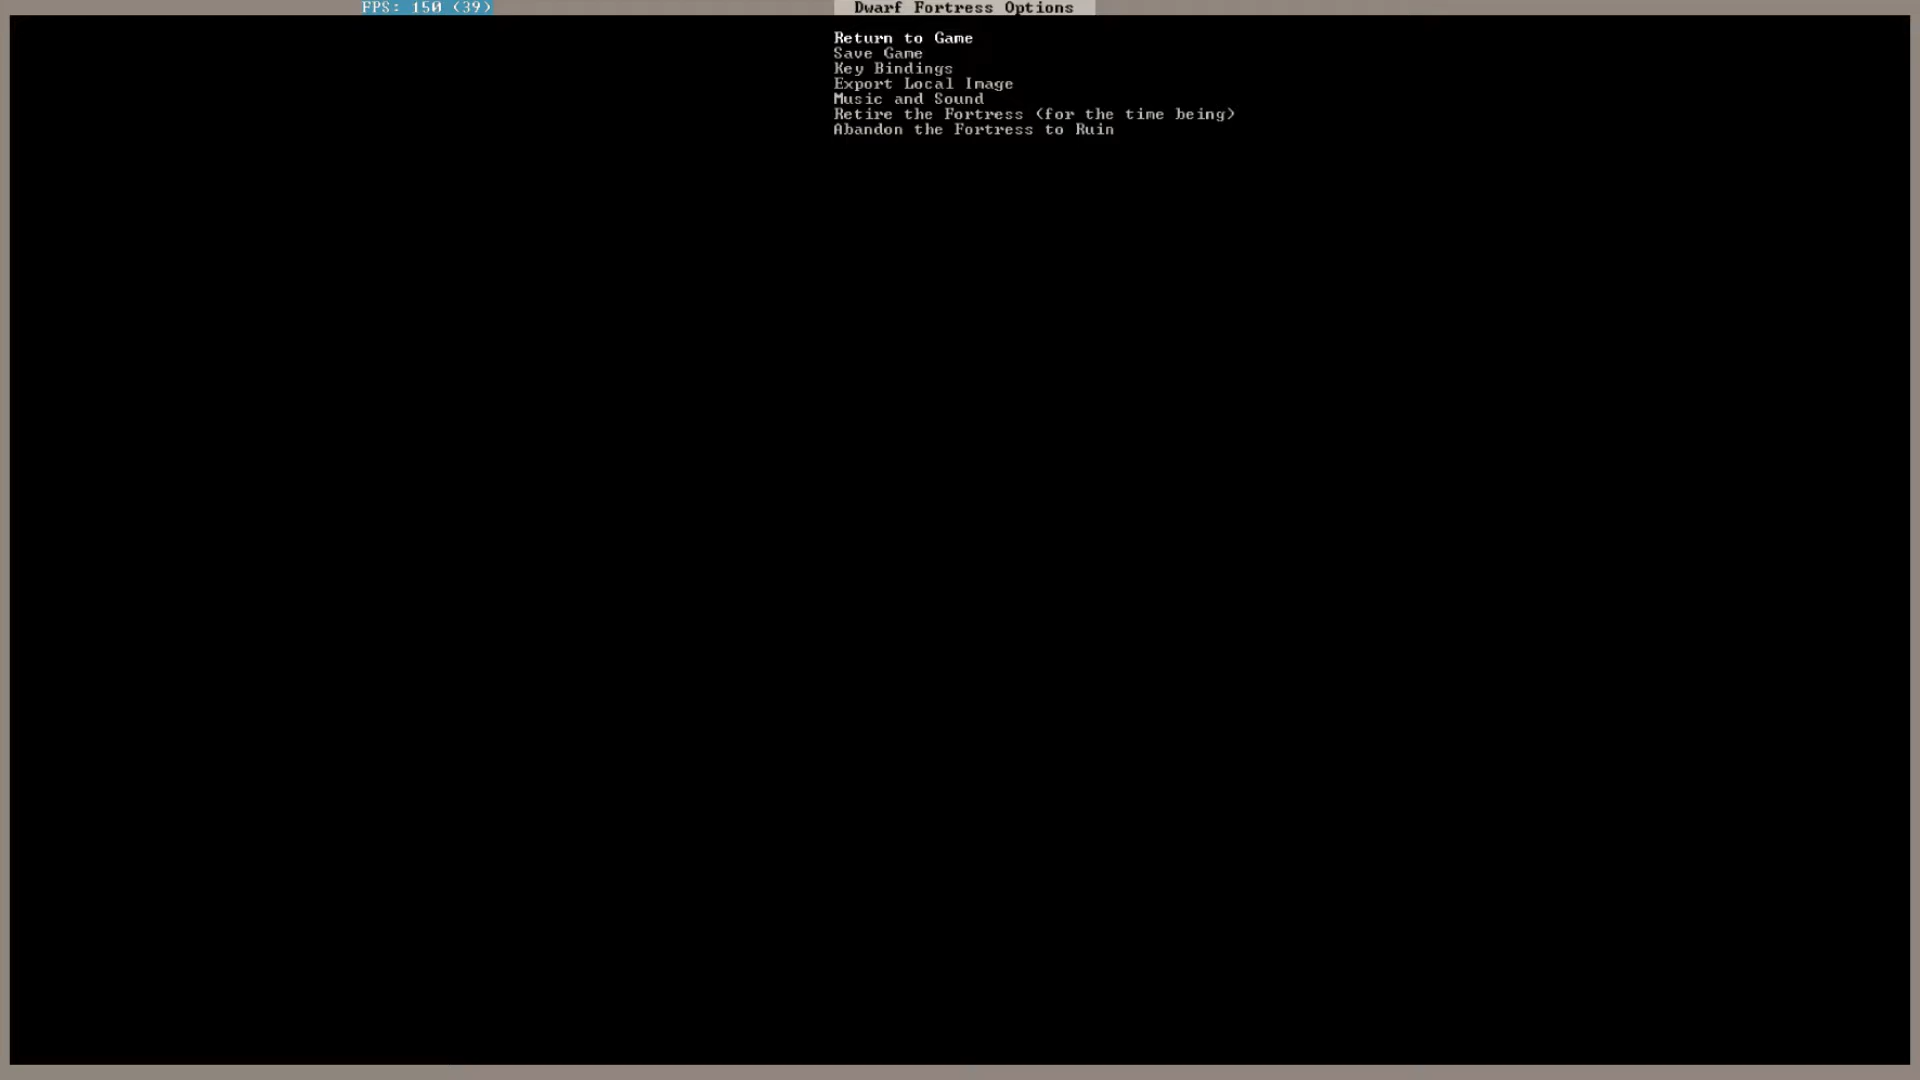 FPS: 150 (39)
Dwarf Fortress Options
Return to Game
Save Game
Key Bindings
Export Local Image
Music and Sound
Retire the Fortress (for the time being)
Abandon the Fortress to Ruin